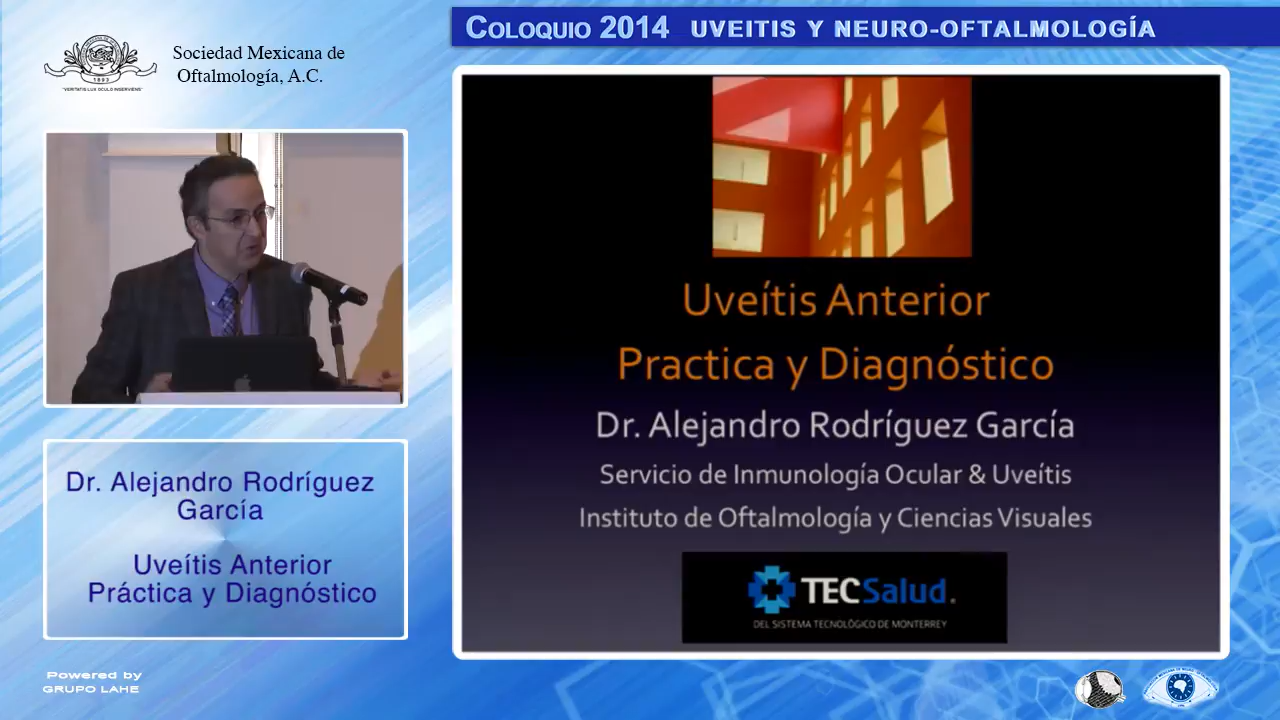 COLOQUIO 2014 UVEITIS Y NEURO-OFTALMOLOGÍA
Sociedad Mexicana de
Oftalmología, A.C.
1893
"VERITATIS LUX OCULO INSERVIENS"
Uveítis Anterior
Practica y Diagnóstico
Dr. Alejandro Rodríguez García
Servicio de Inmunología Ocular & Uveítis
Instituto de Oftalmología y Ciencias Visuales
TECSalud.
DEL SISTEMA TECNOLÓGICO DE MONTERREY
Dr. Alejandro Rodríguez
García
Uveítis Anterior
Práctica y Diagnóstico
Powered by
GRUPO LAHE